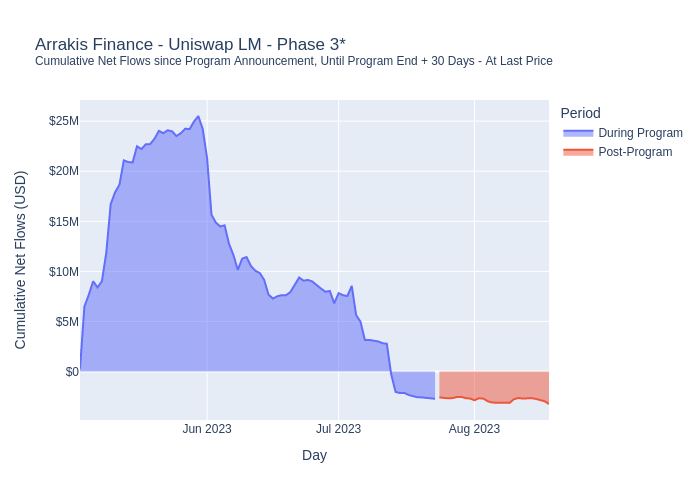 Arrakis Finance - Uniswap LM - Phase 3*
Cumulative Net Flows since Program Announcement, Until Program End + 30 Days - At Last Price
Period
During Program
Post-Program
Cumulative Net Flows (USD)
$25M
$20M
$15M
$10M
$5M
$0
Jun 2023
Jul 2023
Aug 2023
Day